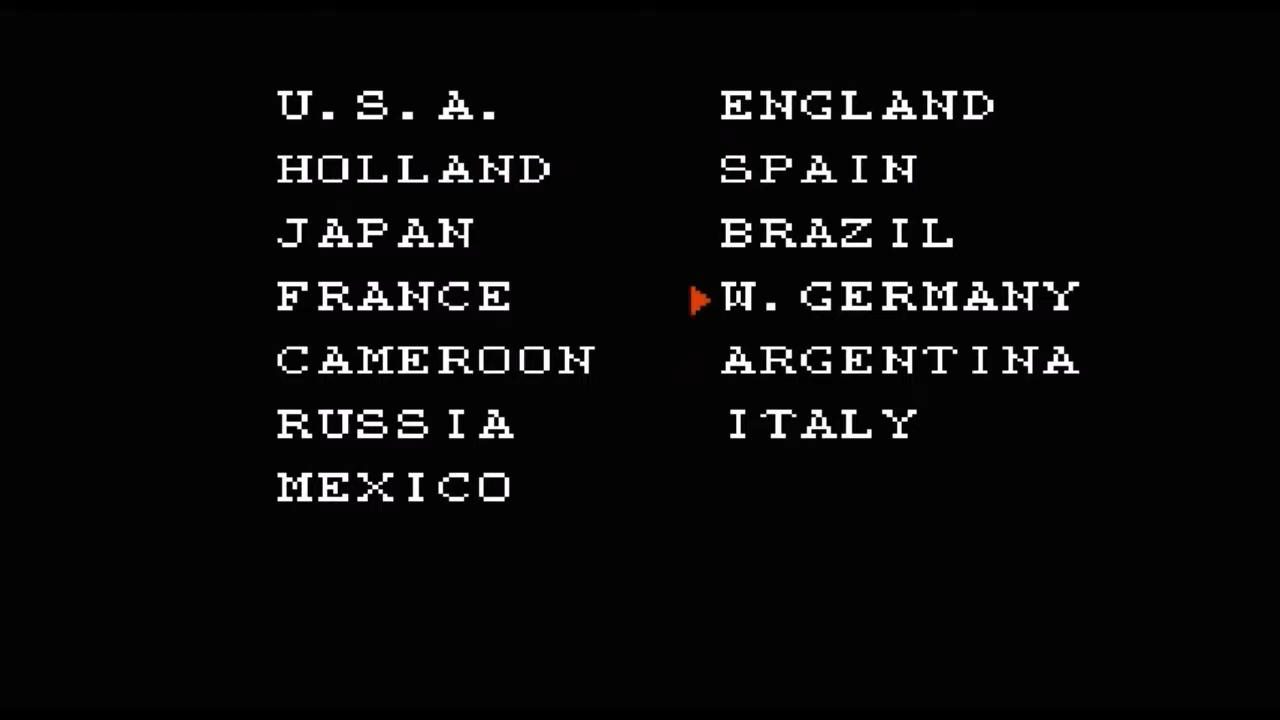 U.S.A.
HOLLAND
JAPAN
FRANCE
CAMEROON
RUSSIA
MEXICO
ENGLAND
SPAIN
BRAZIL
W.GERMANY
ARGENTINA
ITALY